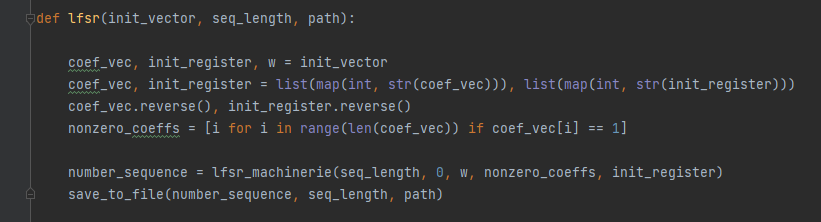 def lfsr(init_vector, seq_length, path):
coef_vec, init_register, w = init_vector
coef_vec, init_register = list(map(int, str(coef_vec))), list(map(int, str(init_register)))
coef_vec.reverse(), init_register.reverse()
nonzero_coeffs = [i for i in range(len(coef_vec)) if coef_vec[i] == 1]
number_sequence = lfsr_machinerie(seq_length, 0, w, nonzero_coeffs, init_register)
save_to_file(number_sequence, seq_length, path)